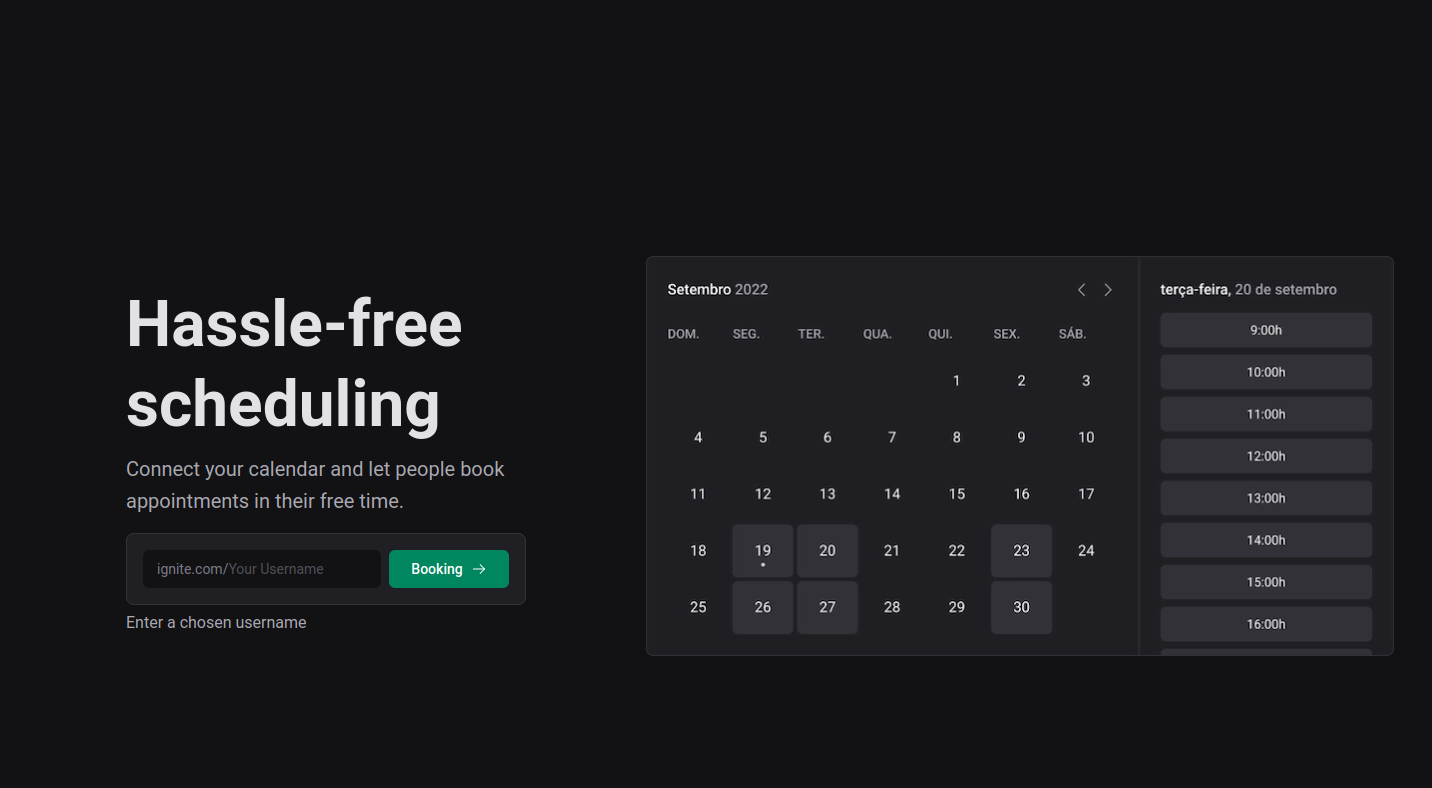 Hassle-free
scheduling
Connect your calendar and let people book
appointments in their free time.
ignite.com/Your Username
Booking
Enter a chosen username
Setembro 2022
DOM. SEG. TER. QUA. QUI. SEX. SÁB.
1 2 3
4 5 6 7 8 9 10
11 12 13 14 15 16 17
18 19 20 21 22 23 24
25 26 27 28 29 30
terça-feira, 20 de setembro
9:00h
10:00h
11:00h
12:00h
13:00h
14:00h
15:00h
16:00h